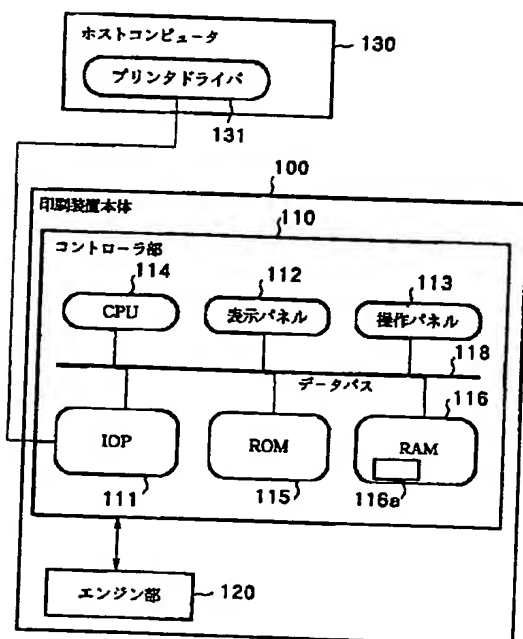 ホストコンピュータ
130
プリンタドライバ
131
100
印刷装置本体
110
コントローラ部
114
112
113
CPU
表示パネル
操作パネル
118
データバス
116
IOP
ROM
RAM
111
115
116a
エンジン部
120